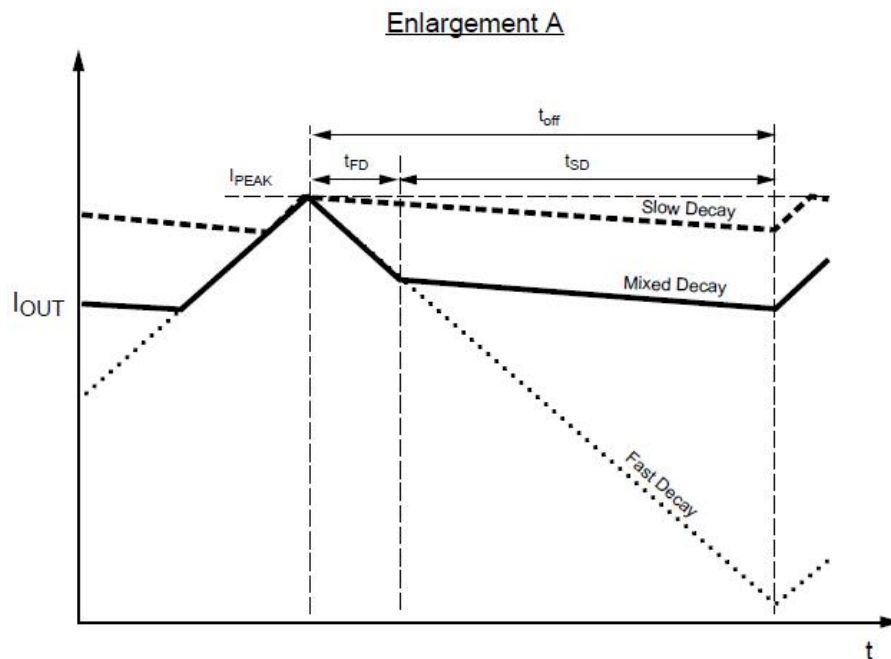 Enlargement A
toff
tFD
tSD
IPEAK
Slow Decay
Mixed Decay
IOUT
Fast Decay
t